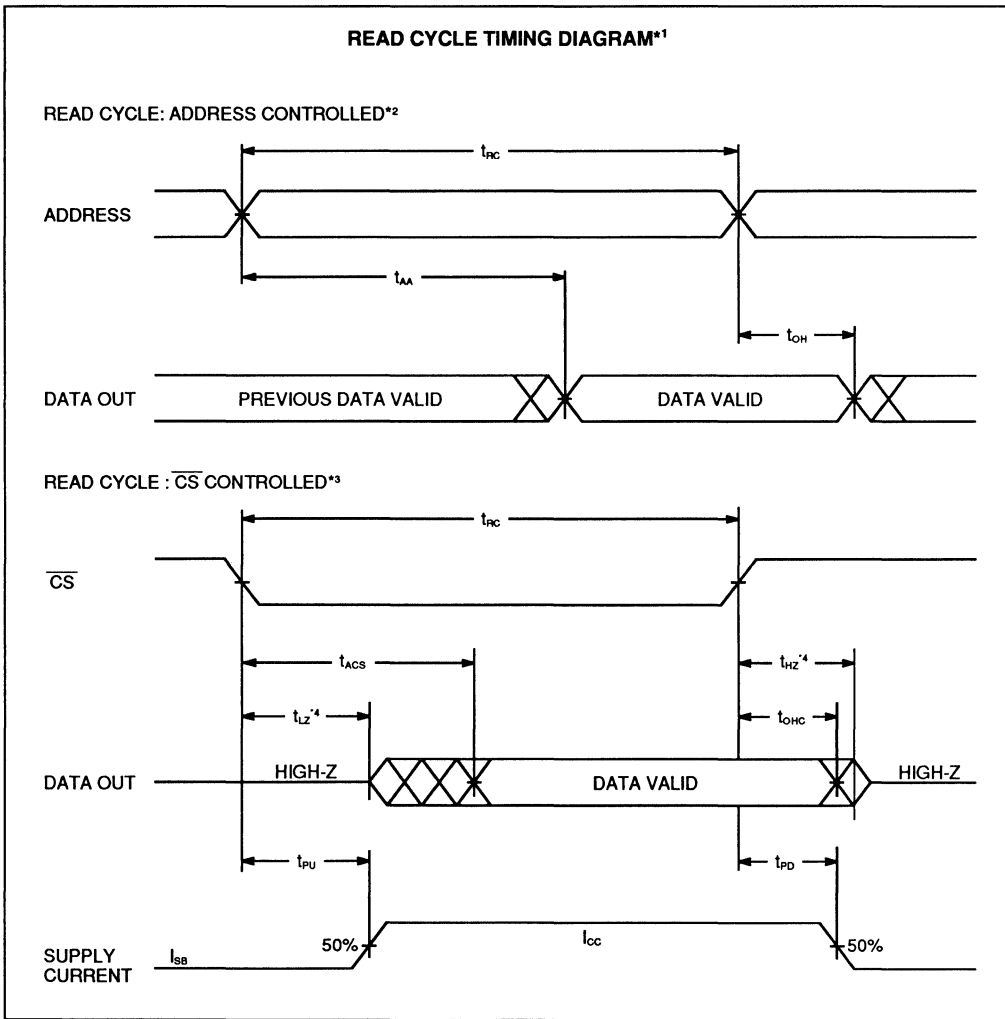 READ CYCLE TIMING DIAGRAM*1
READ CYCLE: ADDRESS CONTROLLED*2
tRC
ADDRESS
tAA
tOH
DATA OUT
PREVIOUS DATA VALID
DATA VALID
READ CYCLE : CS CONTROLLED*3
tRC
CS
tACS
tHZ*4
tLZ*4
tOHC
DATA OUT
HIGH-Z
DATA VALID
HIGH-Z
tPU
tPD
SUPPLY
CURRENT
ISB
50%
ICC
50%